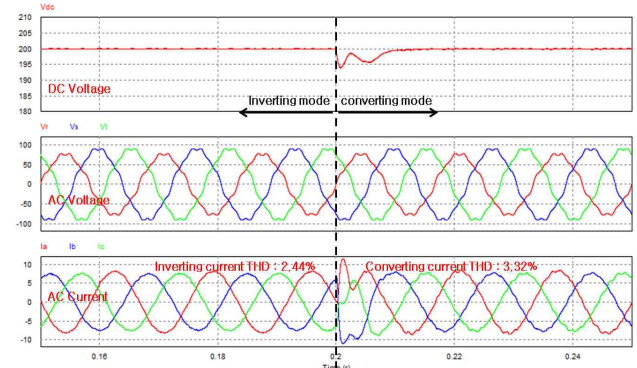 Vdc
210
205
200
195
190
185
180
DC Voltage
Inverting mode
converting mode
Vr Vs Vt
100
50
0
-50
-100
AC Voltage
Ia Ib Ic
10
5
0
-5
-10
Inverting current THD : 2,44%
Converting current THD : 3,32%
AC Current
0.16 0.18 0.2 0.22 0.24
Time (s)